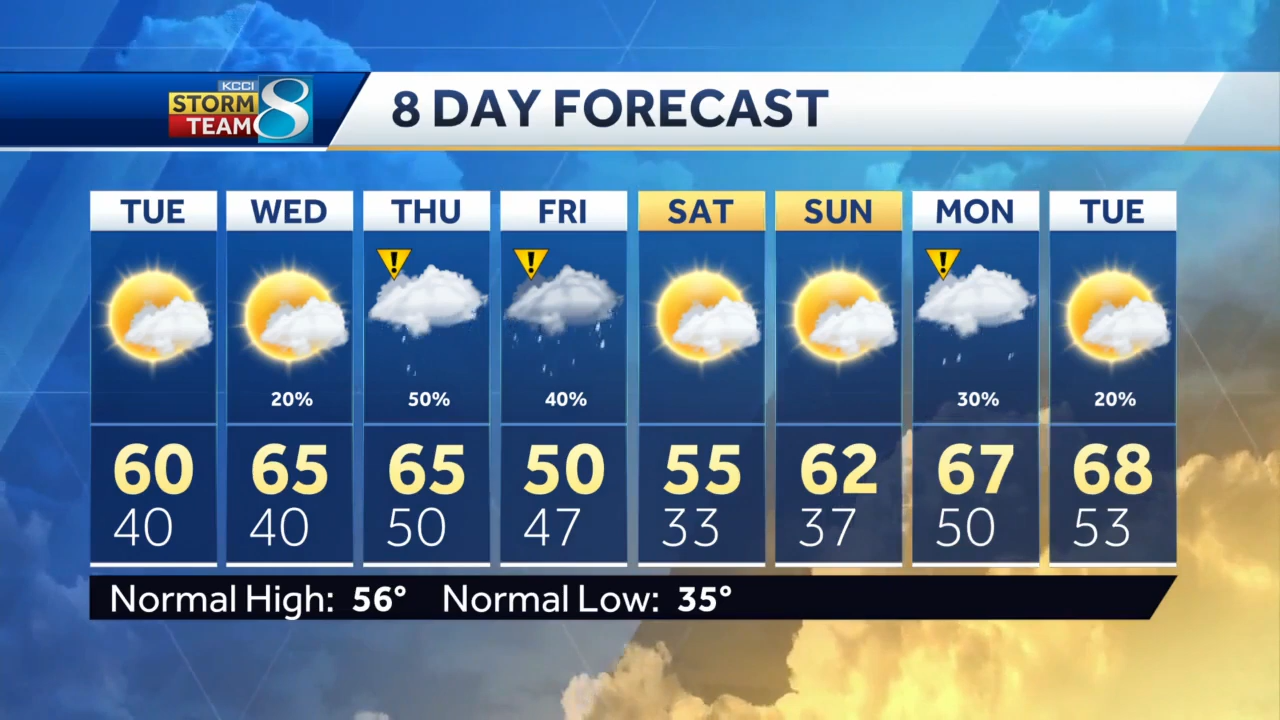 KCCI
STORM
TEAM 8
8 DAY FORECAST
TUE WED THU FRI SAT SUN MON TUE
! ! !
20% 50% 40% 30% 20%
60 65 65 50 55 62 67 68
40 40 50 47 33 37 50 53
Normal High: 56° Normal Low: 35°